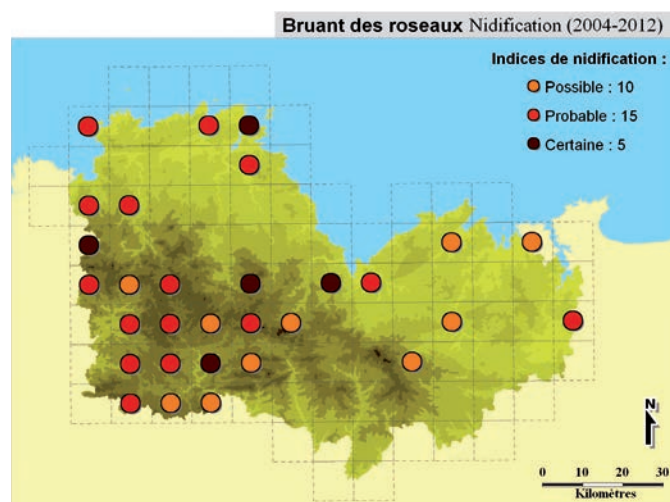 Bruant des roseaux Nidification (2004-2012)
Indices de nidification :
Possible : 10
Probable : 15
Certaine : 5
N
0 10 20 30
Kilomètres